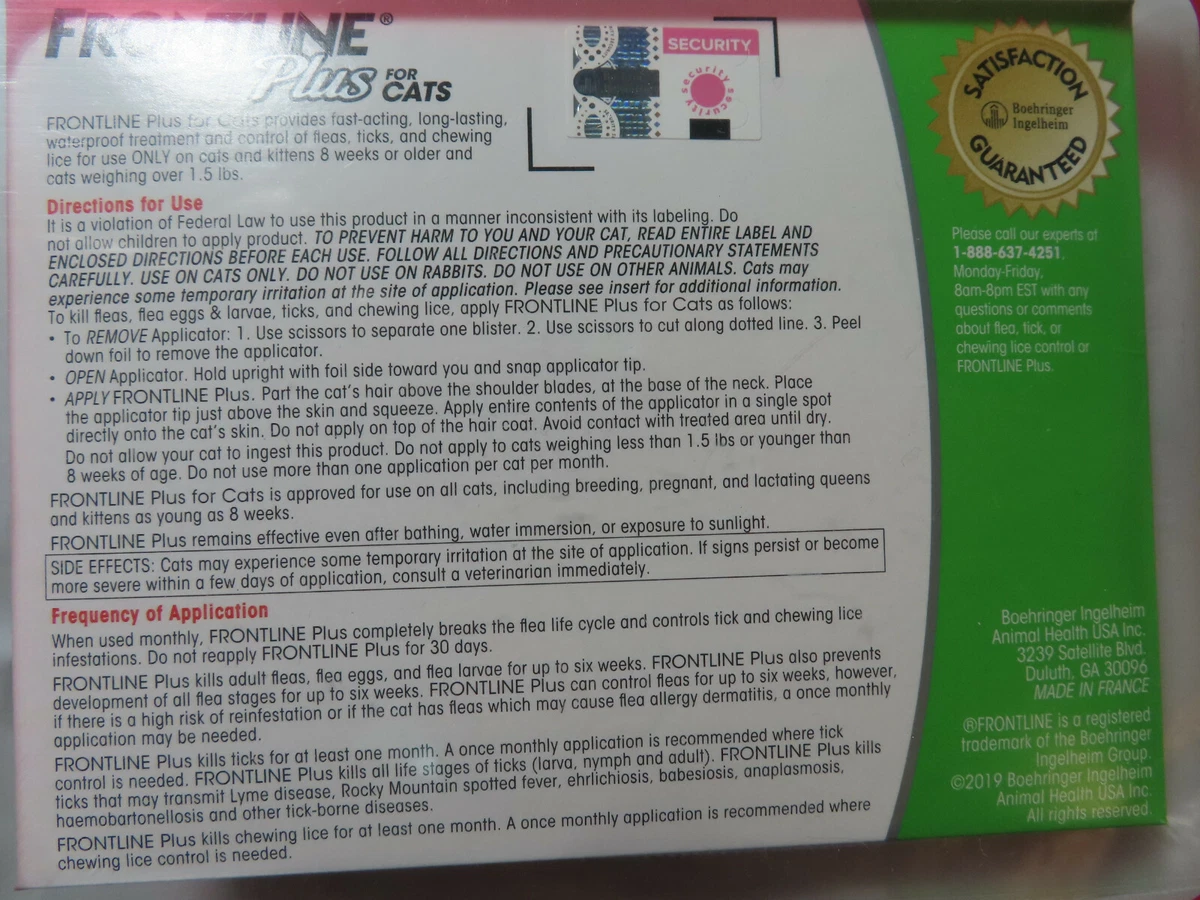 FRONTLINE®
Plus FOR CATS
SECURITY
security security
FRONTLINE Plus for Cats provides fast-acting, long-lasting,
waterproof treatment and control of fleas, ticks, and chewing
lice for use ONLY on cats and kittens 8 weeks or older and
cats weighing over 1.5 lbs.
Directions for Use
It is a violation of Federal Law to use this product in a manner inconsistent with its labeling. Do
not allow children to apply product. TO PREVENT HARM TO YOU AND YOUR CAT, READ ENTIRE LABEL AND
ENCLOSED DIRECTIONS BEFORE EACH USE. FOLLOW ALL DIRECTIONS AND PRECAUTIONARY STATEMENTS
CAREFULLY. USE ON CATS ONLY. DO NOT USE ON RABBITS. DO NOT USE ON OTHER ANIMALS. Cats may
experience some temporary irritation at the site of application. Please see insert for additional information.
To kill fleas, flea eggs & larvae, ticks, and chewing lice, apply FRONTLINE Plus for Cats as follows:
• To REMOVE Applicator: 1. Use scissors to separate one blister. 2. Use scissors to cut along dotted line. 3. Peel
down foil to remove the applicator.
• OPEN Applicator. Hold upright with foil side toward you and snap applicator tip.
• APPLY FRONTLINE Plus. Part the cat's hair above the shoulder blades, at the base of the neck. Place
the applicator tip just above the skin and squeeze. Apply entire contents of the applicator in a single spot
directly onto the cat's skin. Do not apply on top of the hair coat. Avoid contact with treated area until dry.
Do not allow your cat to ingest this product. Do not apply to cats weighing less than 1.5 lbs or younger than
8 weeks of age. Do not use more than one application per cat per month.
FRONTLINE Plus for Cats is approved for use on all cats, including breeding, pregnant, and lactating queens
and kittens as young as 8 weeks.
FRONTLINE Plus remains effective even after bathing, water immersion, or exposure to sunlight.
SIDE EFFECTS: Cats may experience some temporary irritation at the site of application. If signs persist or become
more severe within a few days of application, consult a veterinarian immediately.
Frequency of Application
When used monthly, FRONTLINE Plus completely breaks the flea life cycle and controls tick and chewing lice
infestations. Do not reapply FRONTLINE Plus for 30 days.
FRONTLINE Plus kills adult fleas, flea eggs, and flea larvae for up to six weeks. FRONTLINE Plus also prevents
development of all flea stages for up to six weeks. FRONTLINE Plus can control fleas for up to six weeks, however,
if there is a high risk of reinfestation or if the cat has fleas which may cause flea allergy dermatitis, a once monthly
application may be needed.
FRONTLINE Plus kills ticks for at least one month. A once monthly application is recommended where tick
control is needed. FRONTLINE Plus kills all life stages of ticks (larva, nymph and adult). FRONTLINE Plus kills
ticks that may transmit Lyme disease, Rocky Mountain spotted fever, ehrlichiosis, babesiosis, anaplasmosis,
haemobartonellosis and other tick-borne diseases.
FRONTLINE Plus kills chewing lice for at least one month. A once monthly application is recommended where
chewing lice control is needed.
SATISFACTION
Boehringer
Ingelheim
GUARANTEED
Please call our experts at
1-888-637-4251,
Monday-Friday,
8am-8pm EST with any
questions or comments
about flea, tick, or
chewing lice control or
FRONTLINE Plus.
Boehringer Ingelheim
Animal Health USA Inc.
3239 Satellite Blvd.
Duluth, GA 30096
MADE IN FRANCE
®FRONTLINE is a registered
trademark of the Boehringer
Ingelheim Group.
©2019 Boehringer Ingelheim
Animal Health USA Inc.
All rights reserved.